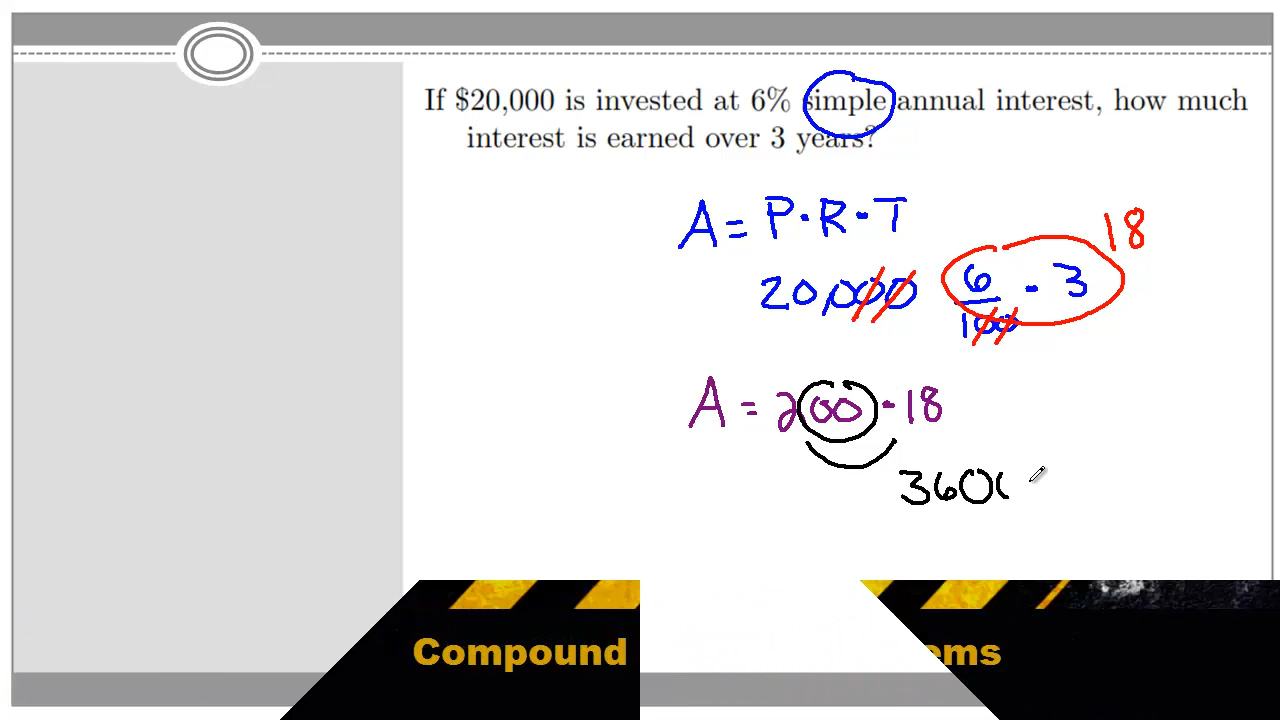 If $20,000 is invested at 6% simple annual interest, how much
interest is earned over 3 years?
A = P · R · T
18
20,000 6/100 · 3
A = 200 · 18
360(
Compound ems